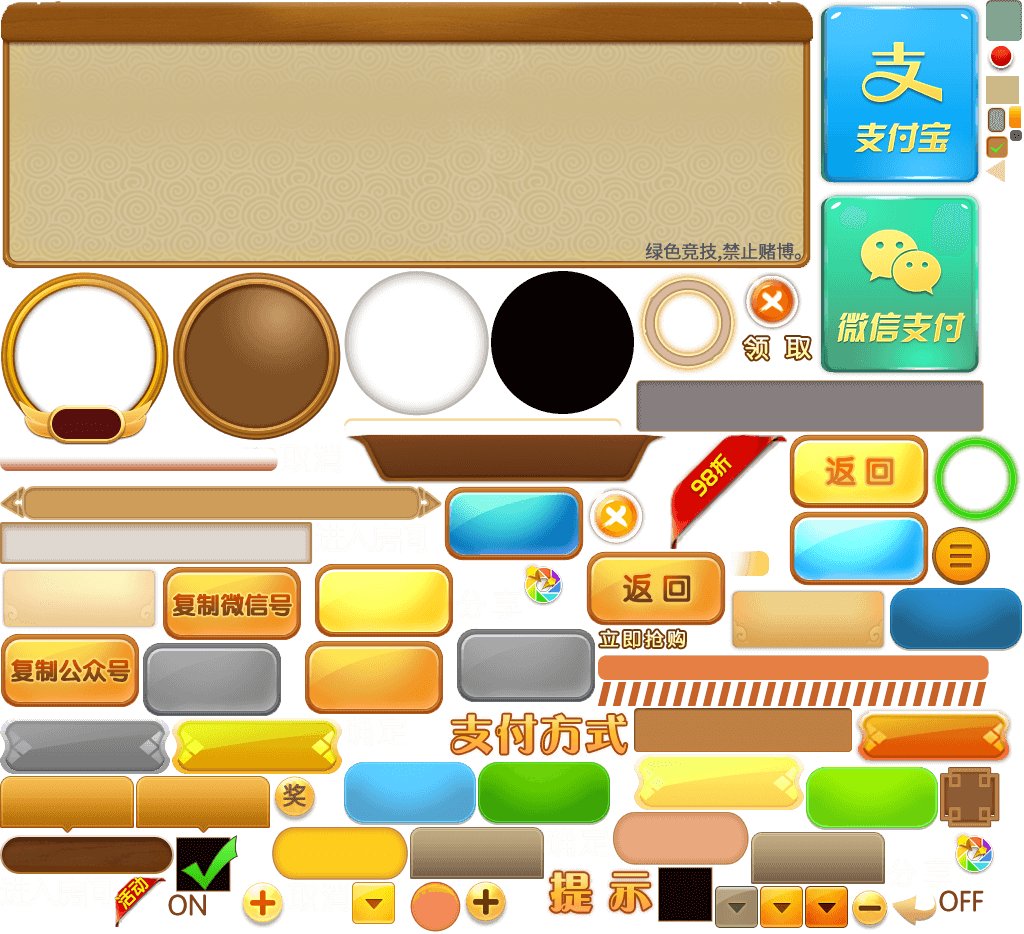 支
支付宝
绿色竞技,禁止赌博。
微信支付
领 取
98折
返 回
复制微信号
返 回
立即抢购
复制公众号
支付方式
奖
活动
ON
提 示
OFF